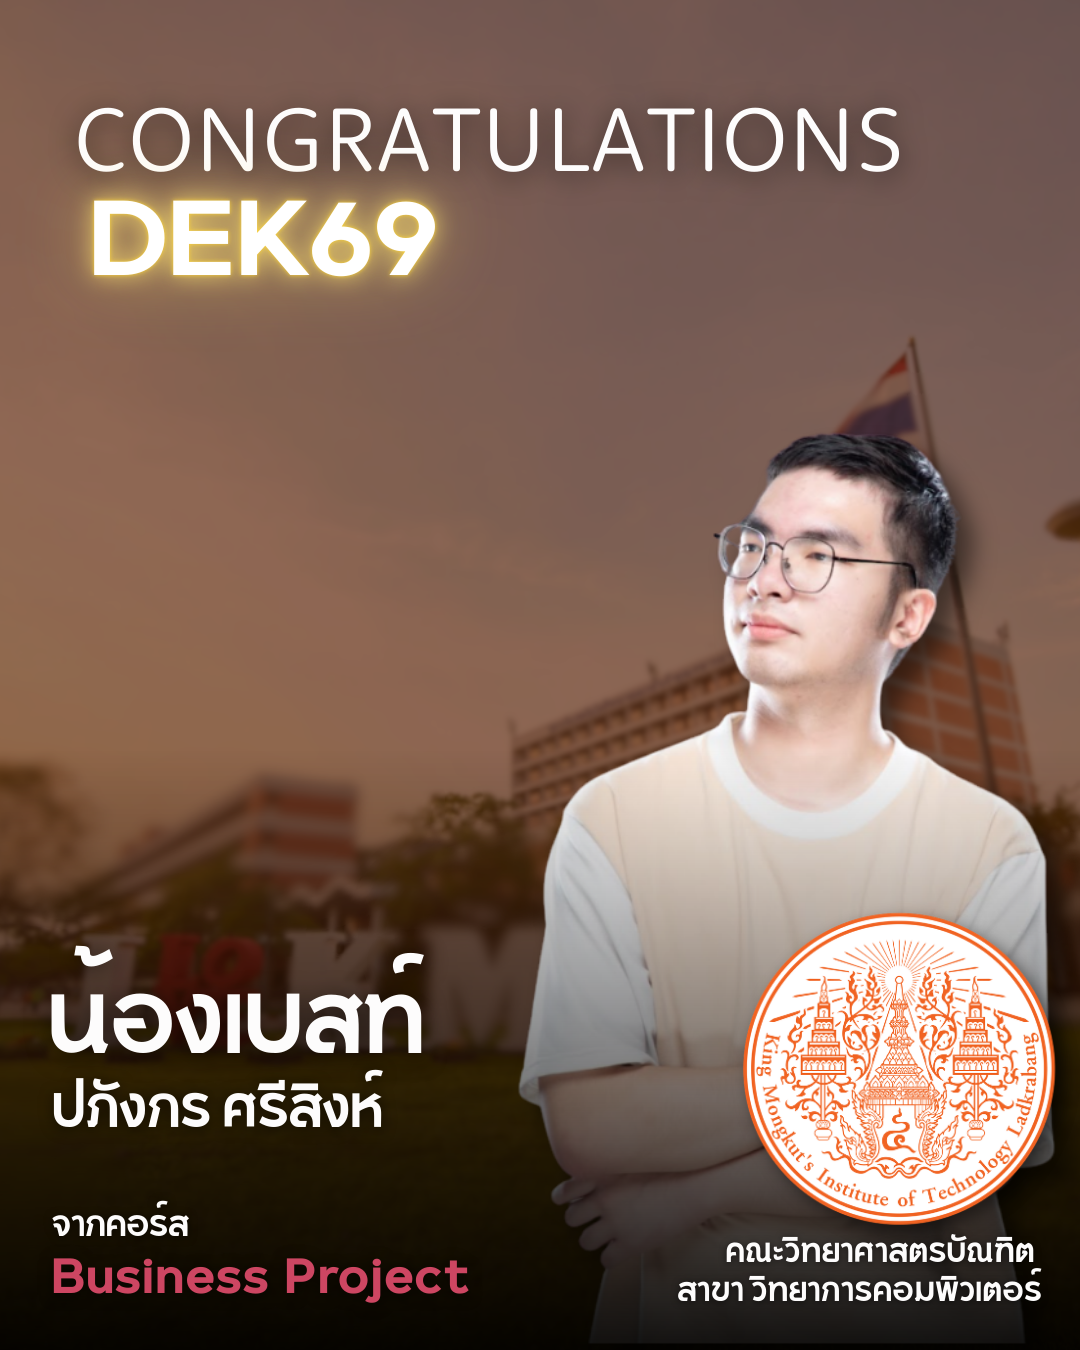 CONGRATULATIONS
DEK69
น้องเบสท์
ปภังกร ศรีสิงห์
จากคอร์ส
Business Project
King Mongkut's Institute of Technology Ladkrabang
คณะวิทยาศาสตรบัณฑิต
สาขา วิทยาการคอมพิวเตอร์